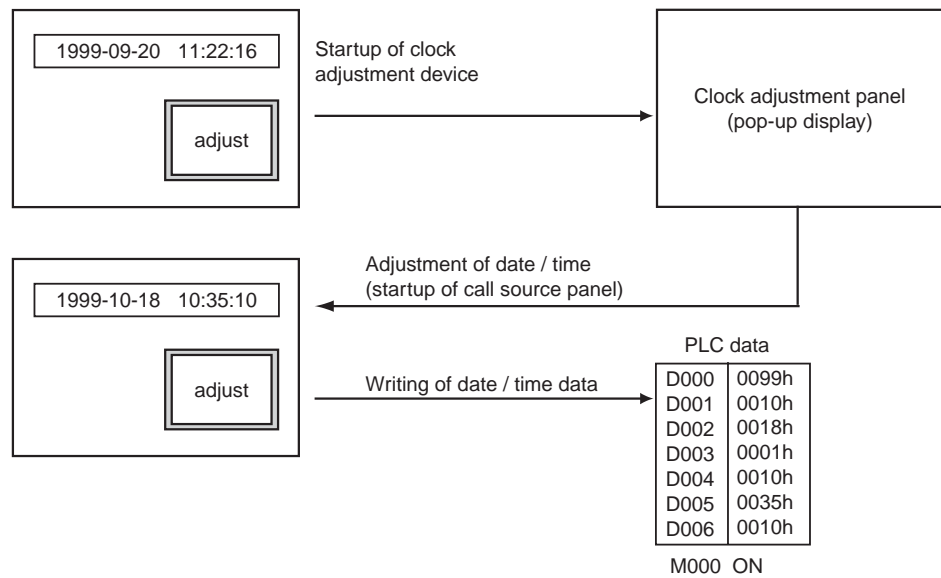 1999-09-20 11:22:16
adjust
Startup of clock
adjustment device
Clock adjustment panel
(pop-up display)
1999-10-18 10:35:10
adjust
Adjustment of date / time
(startup of call source panel)
Writing of date / time data
PLC data
D000 0099h
D001 0010h
D002 0018h
D003 0001h
D004 0010h
D005 0035h
D006 0010h
M000 ON